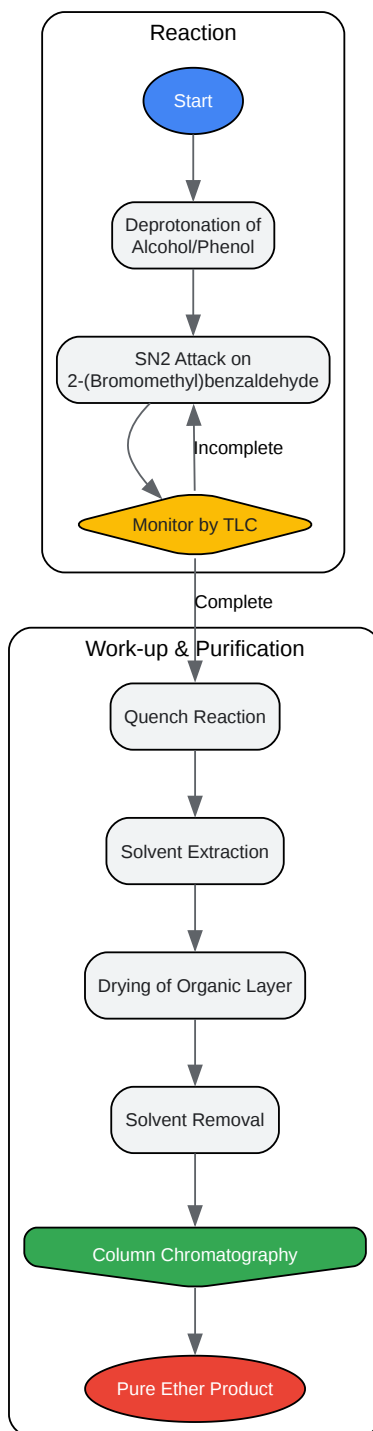 Reaction
Start
Deprotonation of
Alcohol/Phenol
SN2 Attack on
2-(Bromomethyl)benzaldehyde
Incomplete
Monitor by TLC
Complete
Work-up & Purification
Quench Reaction
Solvent Extraction
Drying of Organic Layer
Solvent Removal
Column Chromatography
Pure Ether Product